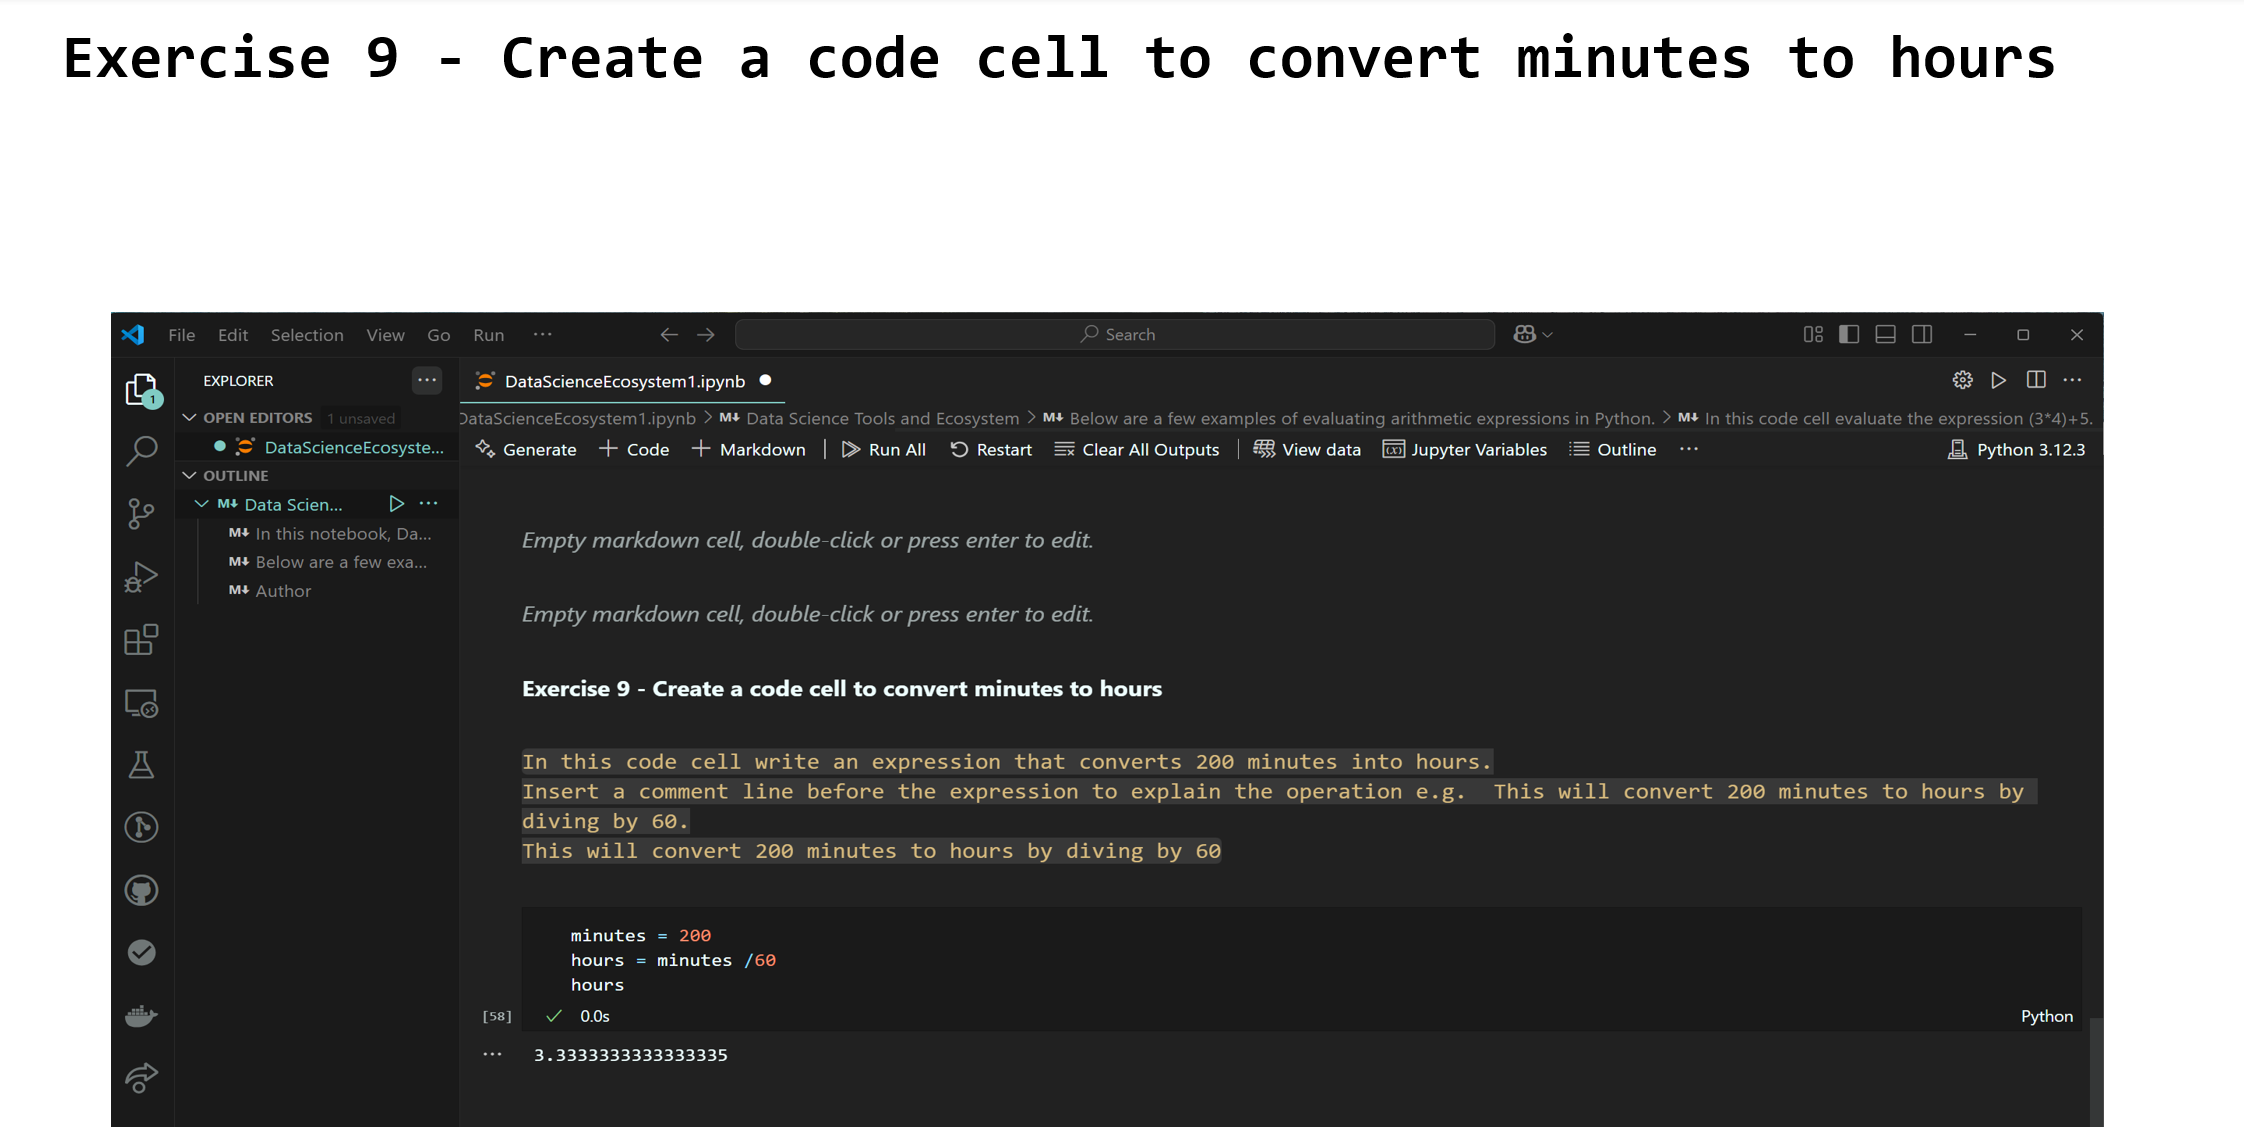 Exercise 9 - Create a code cell to convert minutes to hours
File Edit Selection View Go Run ...
Search
EXPLORER
DataScienceEcosystem1.ipynb
1
OPEN EDITORS 1 unsaved
DataScienceEcosystem1.ipynb > M↓ Data Science Tools and Ecosystem > M↓ Below are a few examples of evaluating arithmetic expressions in Python. > M↓ In this code cell evaluate the expression (3*4)+5.
DataScienceEcosyste...
Generate + Code + Markdown | Run All Restart Clear All Outputs | View data Jupyter Variables Outline ... Python 3.12.3
OUTLINE
M↓ Data Scien...
M↓ In this notebook, Da...
M↓ Below are a few exa...
M↓ Author
Empty markdown cell, double-click or press enter to edit.
Empty markdown cell, double-click or press enter to edit.
Exercise 9 - Create a code cell to convert minutes to hours
In this code cell write an expression that converts 200 minutes into hours.
Insert a comment line before the expression to explain the operation e.g.  This will convert 200 minutes to hours by
diving by 60.
This will convert 200 minutes to hours by diving by 60
minutes = 200
hours = minutes /60
hours
[58] ✓ 0.0s
Python
... 3.3333333333333335